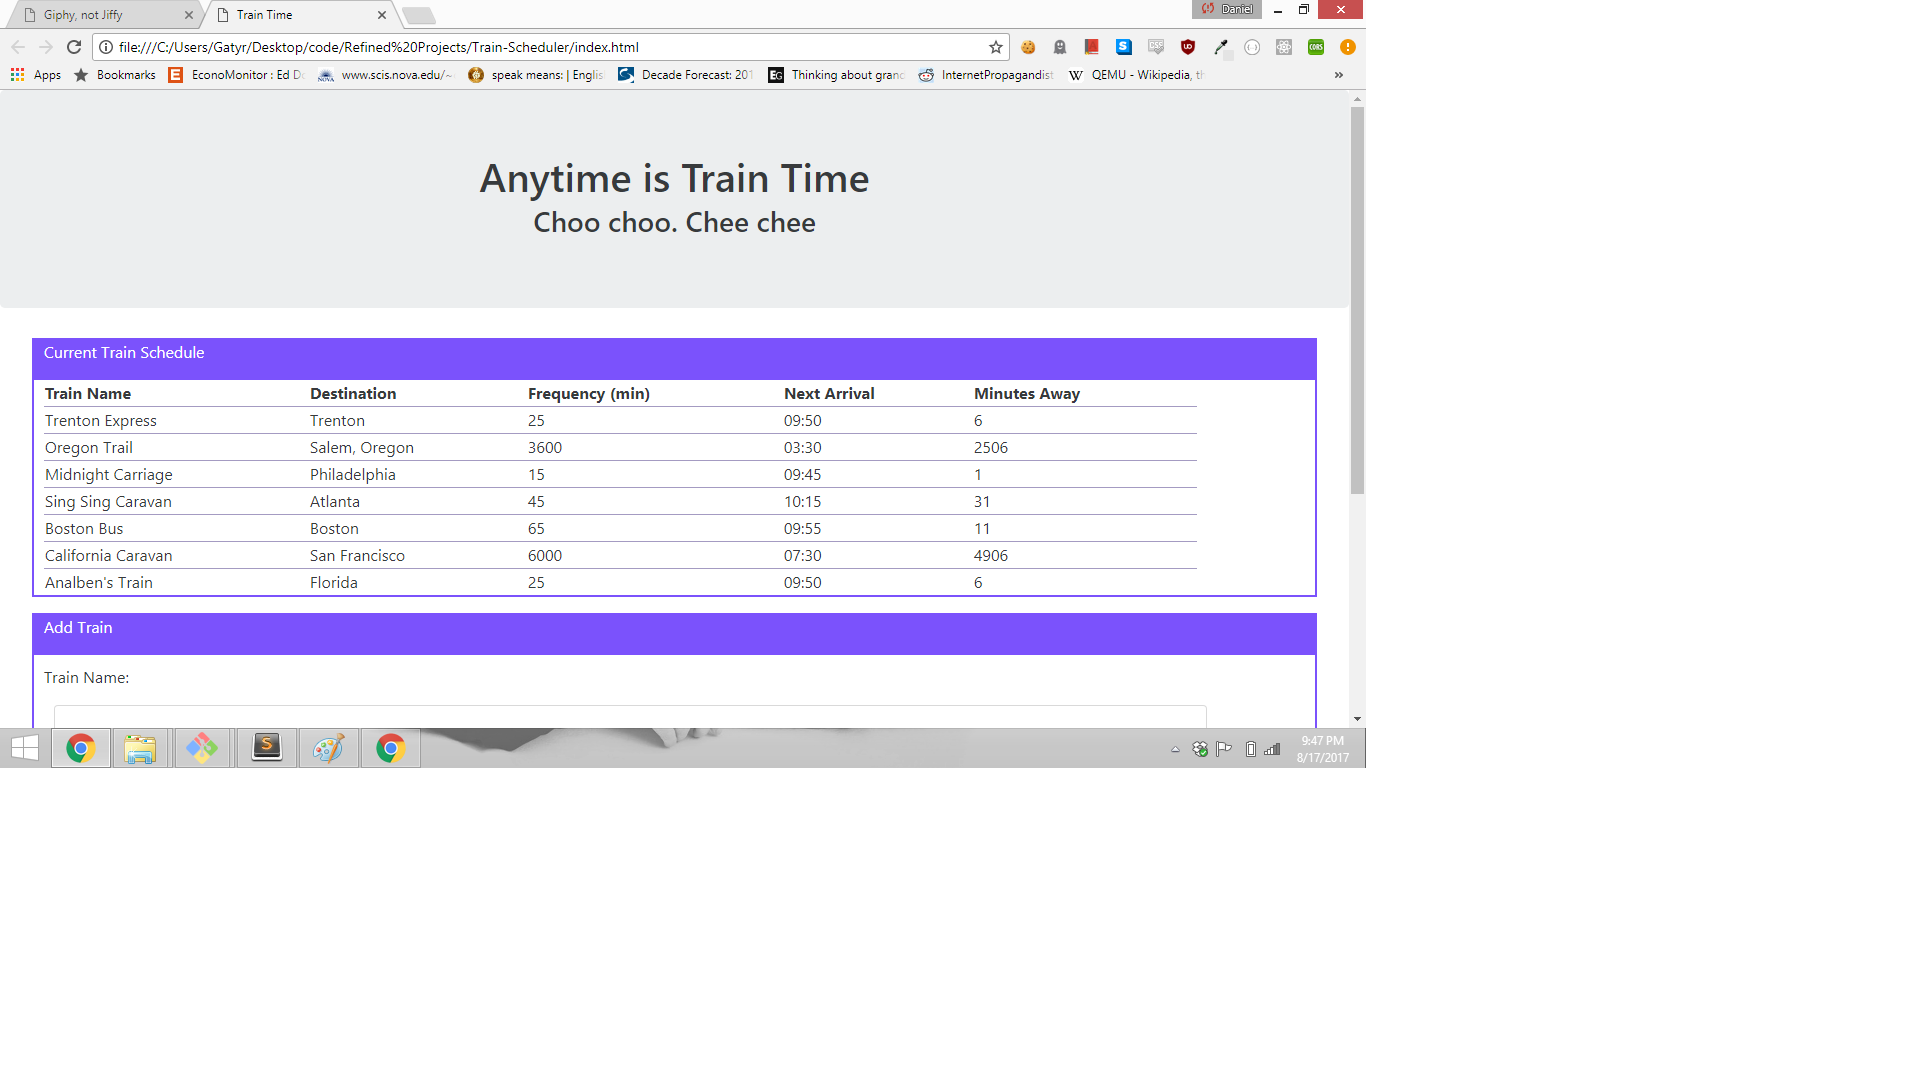 Giphy, not Jiffy
Train Time
Daniel
file:///C:/Users/Gatyr/Desktop/code/Refined%20Projects/Train-Scheduler/index.html
Apps
Bookmarks
EconoMonitor : Ed D
www.scis.nova.edu/~
speak means: | Englis
Decade Forecast: 201
Thinking about gran
InternetPropagandist
QEMU - Wikipedia, th
»
Anytime is Train Time
Choo choo. Chee chee
Current Train Schedule
Train Name Destination Frequency (min) Next Arrival Minutes Away
Trenton Express Trenton 25 09:50 6
Oregon Trail Salem, Oregon 3600 03:30 2506
Midnight Carriage Philadelphia 15 09:45 1
Sing Sing Caravan Atlanta 45 10:15 31
Boston Bus Boston 65 09:55 11
California Caravan San Francisco 6000 07:30 4906
Analben's Train Florida 25 09:50 6
Add Train
Train Name:
9:47 PM
8/17/2017